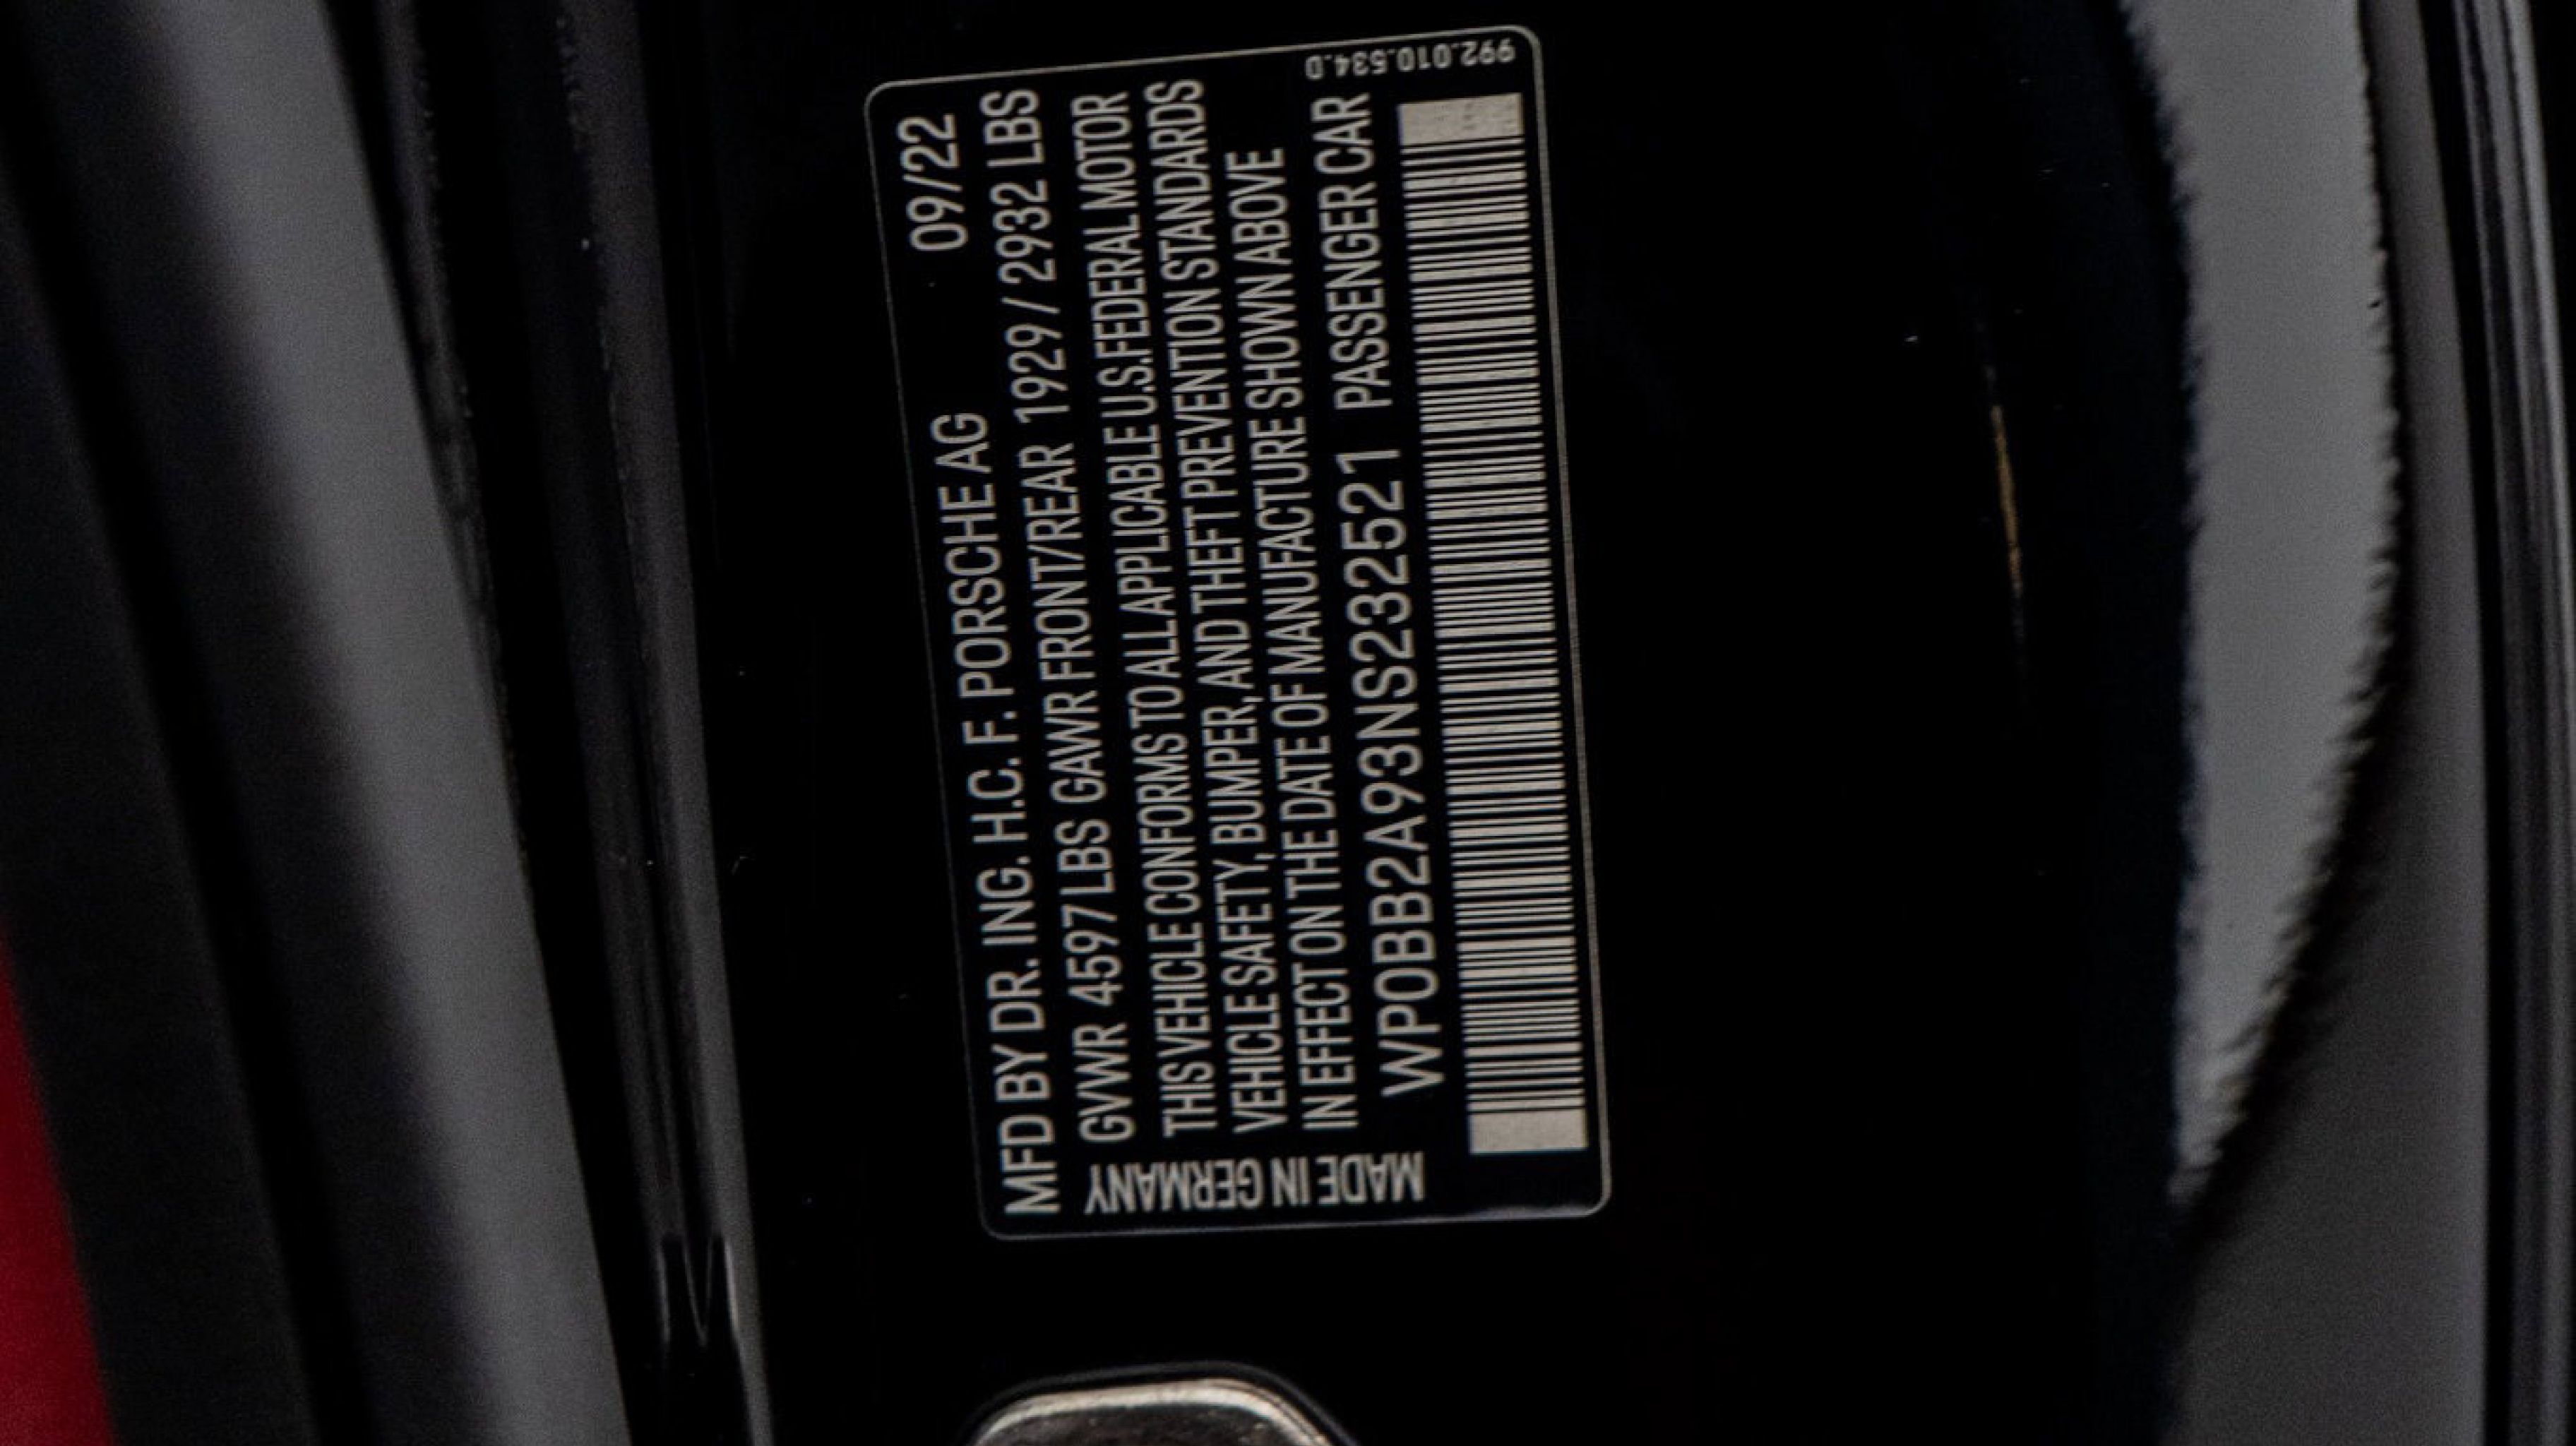 992.010.534.0
MFD BY DR. ING. H.C. F. PORSCHE AG 09/22
GVWR 4597 LBS GAWR FRONT/REAR 1929 / 2932 LBS
THIS VEHICLE CONFORMS TO ALL APPLICABLE U.S. FEDERAL MOTOR
VEHICLE SAFETY, BUMPER, AND THEFT PREVENTION STANDARDS
IN EFFECT ON THE DATE OF MANUFACTURE SHOWN ABOVE
WP0BB2A93NS232521 PASSENGER CAR
MADE IN GERMANY